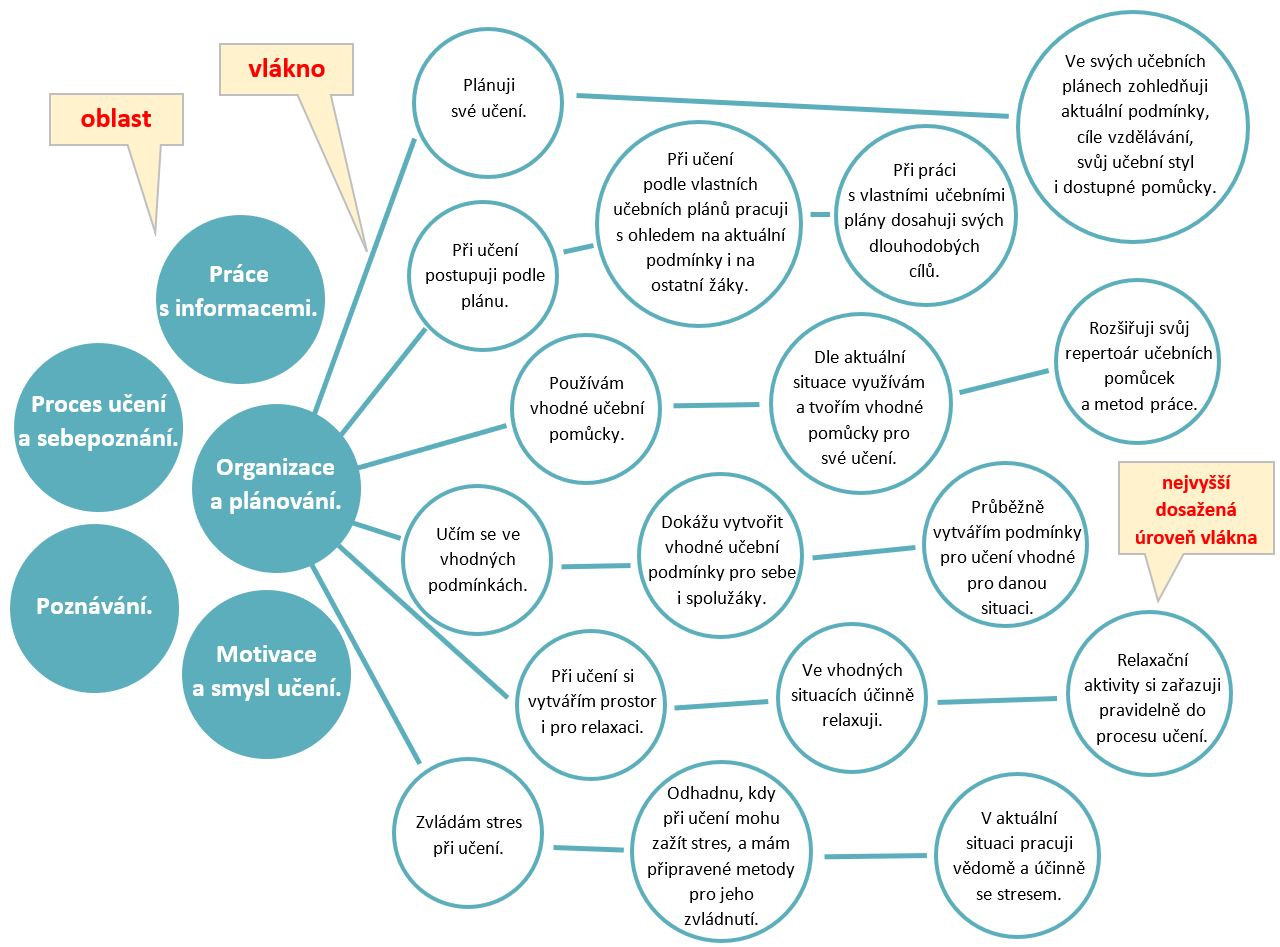 oblast
vlákno
Práce
s informacemi.
Proces učení
a sebepoznání.
Organizace
a plánování.
Poznávání.
Motivace
a smysl učení.
Plánuji
své učení.
Ve svých učebních
plánech zohledňuji
aktuální podmínky,
cíle vzdělávání,
svůj učební styl
i dostupné pomůcky.
Při učení
postupuji podle
plánu.
Při učení
podle vlastních
učebních plánů pracuji
s ohledem na aktuální
podmínky i na
ostatní žáky.
Při práci
s vlastními učebními
plány dosahuji svých
dlouhodobých
cílů.
Používám
vhodné učební
pomůcky.
Dle aktuální
situace využívám
a tvořím vhodné
pomůcky pro
své učení.
Rozšiřuji svůj
repertoár učebních
pomůcek
a metod práce.
Učím se ve
vhodných
podmínkách.
Dokážu vytvořit
vhodné učební
podmínky pro sebe
i spolužáky.
Průběžně
vytvářím podmínky
pro učení vhodné
pro danou
situaci.
nejvyšší
dosažená
úroveň vlákna
Při učení si
vytvářím prostor
i pro relaxaci.
Ve vhodných
situacích účinně
relaxuji.
Relaxační
aktivity si zařazuji
pravidelně do
procesu učení.
Zvládám stres
při učení.
Odhadnu, kdy
při učení mohu
zažít stres, a mám
připravené metody
pro jeho
zvládnutí.
V aktuální
situaci pracuji
vědomě a účinně
se stresem.